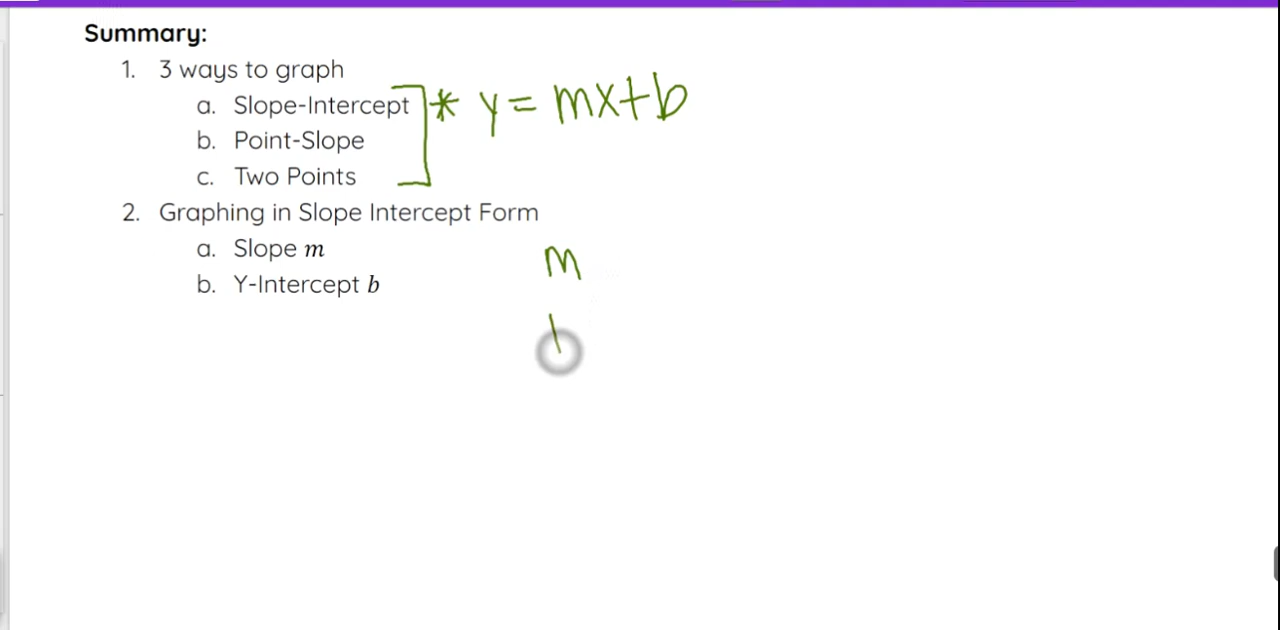 Summary:
1. 3 ways to graph
a. Slope-Intercept * y = mx+b
b. Point-Slope
c. Two Points
2. Graphing in Slope Intercept Form
a. Slope m
m
b. Y-Intercept b